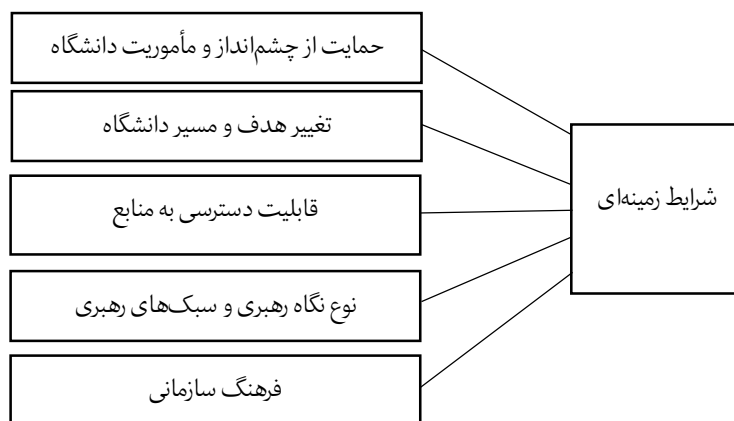 شرایط زمینه‌ای
حمایت از چشم‌انداز و مأموریت دانشگاه
تغییر هدف و مسیر دانشگاه
قابلیت دسترسی به منابع
نوع نگاه رهبری و سبک‌های رهبری
فرهنگ سازمانی